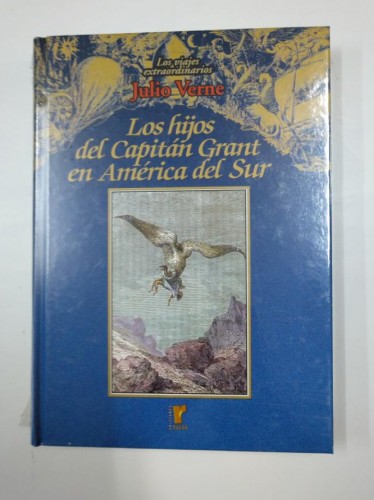 Los viajes
extraordinarios
Julio Verne
Los hijos
del Capitán Grant
en América del Sur